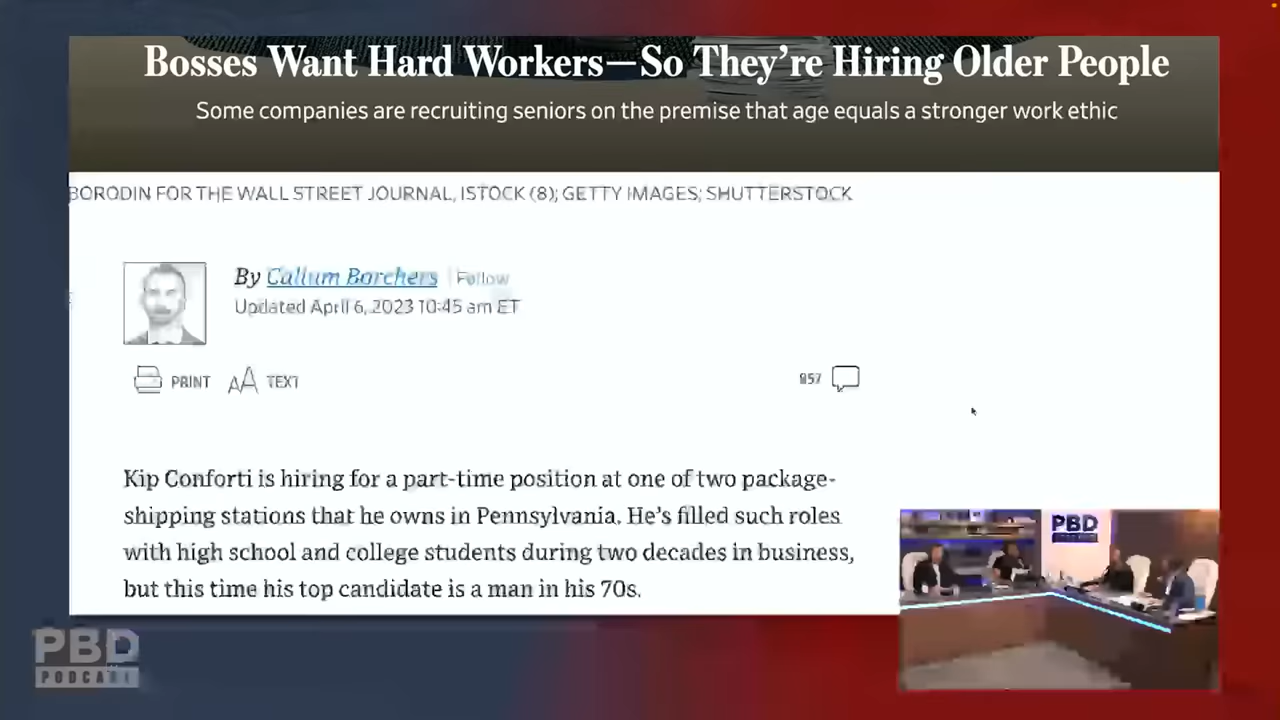 Bosses Want Hard Workers—So They’re Hiring Older People
Some companies are recruiting seniors on the premise that age equals a stronger work ethic
BORODIN FOR THE WALL STREET JOURNAL, ISTOCK (8); GETTY IMAGES; SHUTTERSTOCK
By Callum Borchers | Follow
Updated April 6, 2023 10:45 am ET
PRINT AA TEXT
857
Kip Conforti is hiring for a part-time position at one of two package-
shipping stations that he owns in Pennsylvania. He’s filled such roles
with high school and college students during two decades in business,
but this time his top candidate is a man in his 70s.
PBD
PBD
PODCAST